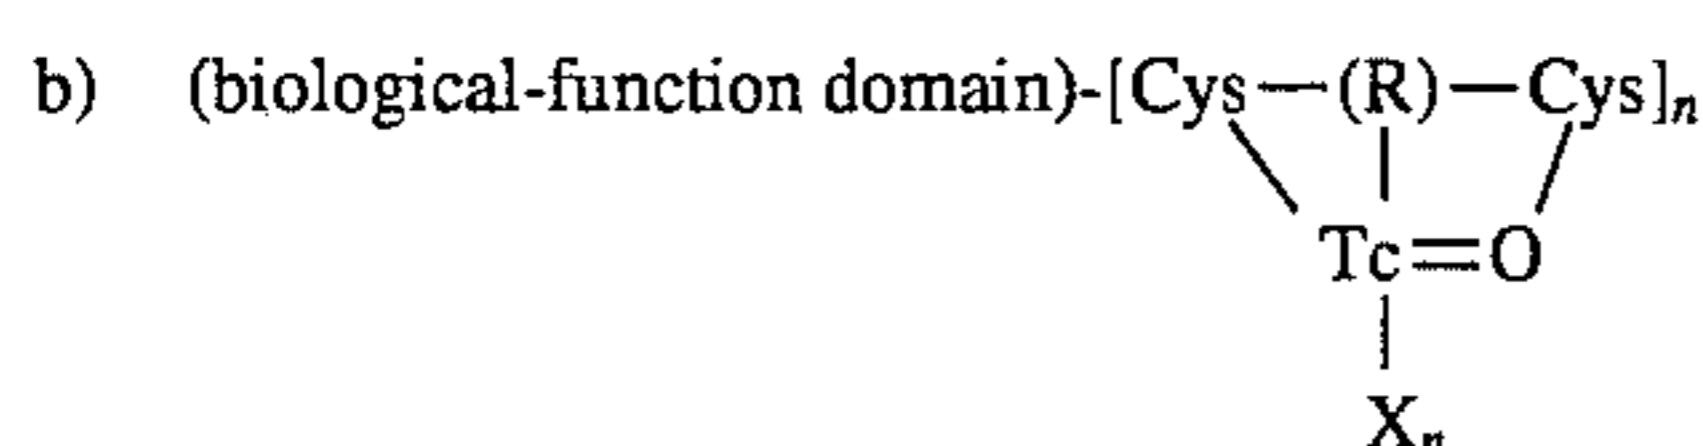 b) (biological-function domain)-[Cys—(R)—Cys]n
Tc=O
Xn